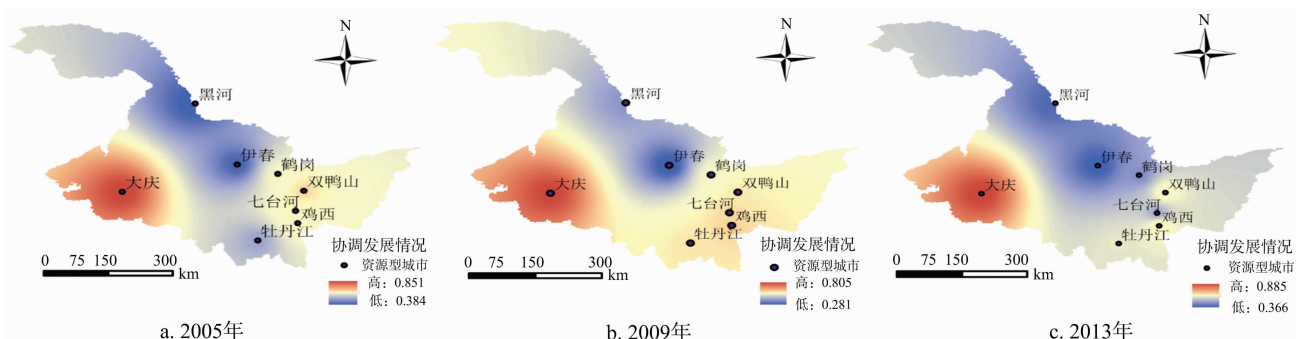 N
黑河
伊春
鹤岗
大庆
双鸭山
七台河
鸡西
牡丹江
协调发展情况
0 75 150 300
km
资源型城市
高：0.851
低：0.384
a. 2005年
N
黑河
伊春
鹤岗
大庆
双鸭山
七台河
鸡西
牡丹江
协调发展情况
0 75 150 300
km
资源型城市
高：0.805
低：0.281
b. 2009年
N
黑河
伊春
鹤岗
大庆
双鸭山
七台河
鸡西
牡丹江
协调发展情况
0 75 150 300
km
资源型城市
高：0.885
低：0.366
c. 2013年